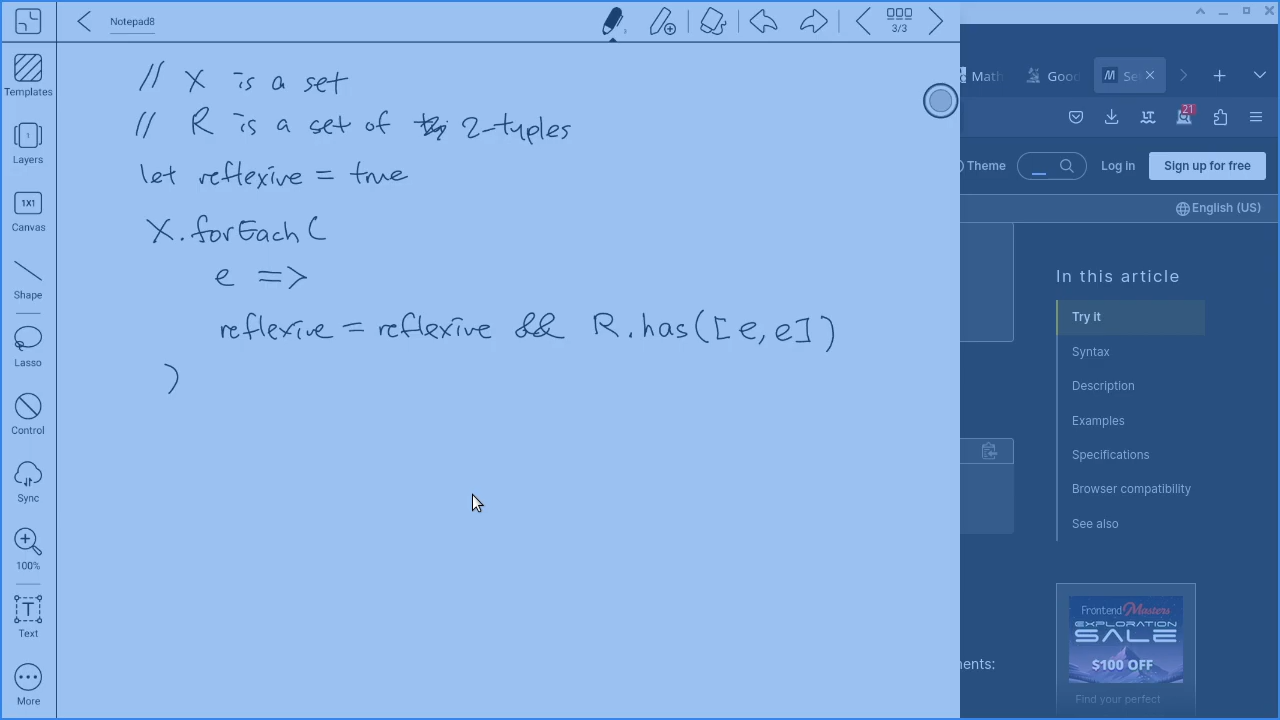 Notepad8
3/3
Templates
Layers
1X1
Canvas
Shape
Lasso
Control
Sync
100%
Text
More
// X is a set
// R is a set of 2-tuples
let reflexive = true
X.forEach(
e =>
reflexive = reflexive && R.has([e,e])
)
Math
Good
Se
21
Theme
Log in
Sign up for free
English (US)
In this article
Try it
Syntax
Description
Examples
Specifications
Browser compatibility
See also
Frontend Masters
EXPLORATION
SALE
$100 OFF
Find your perfect
nents: